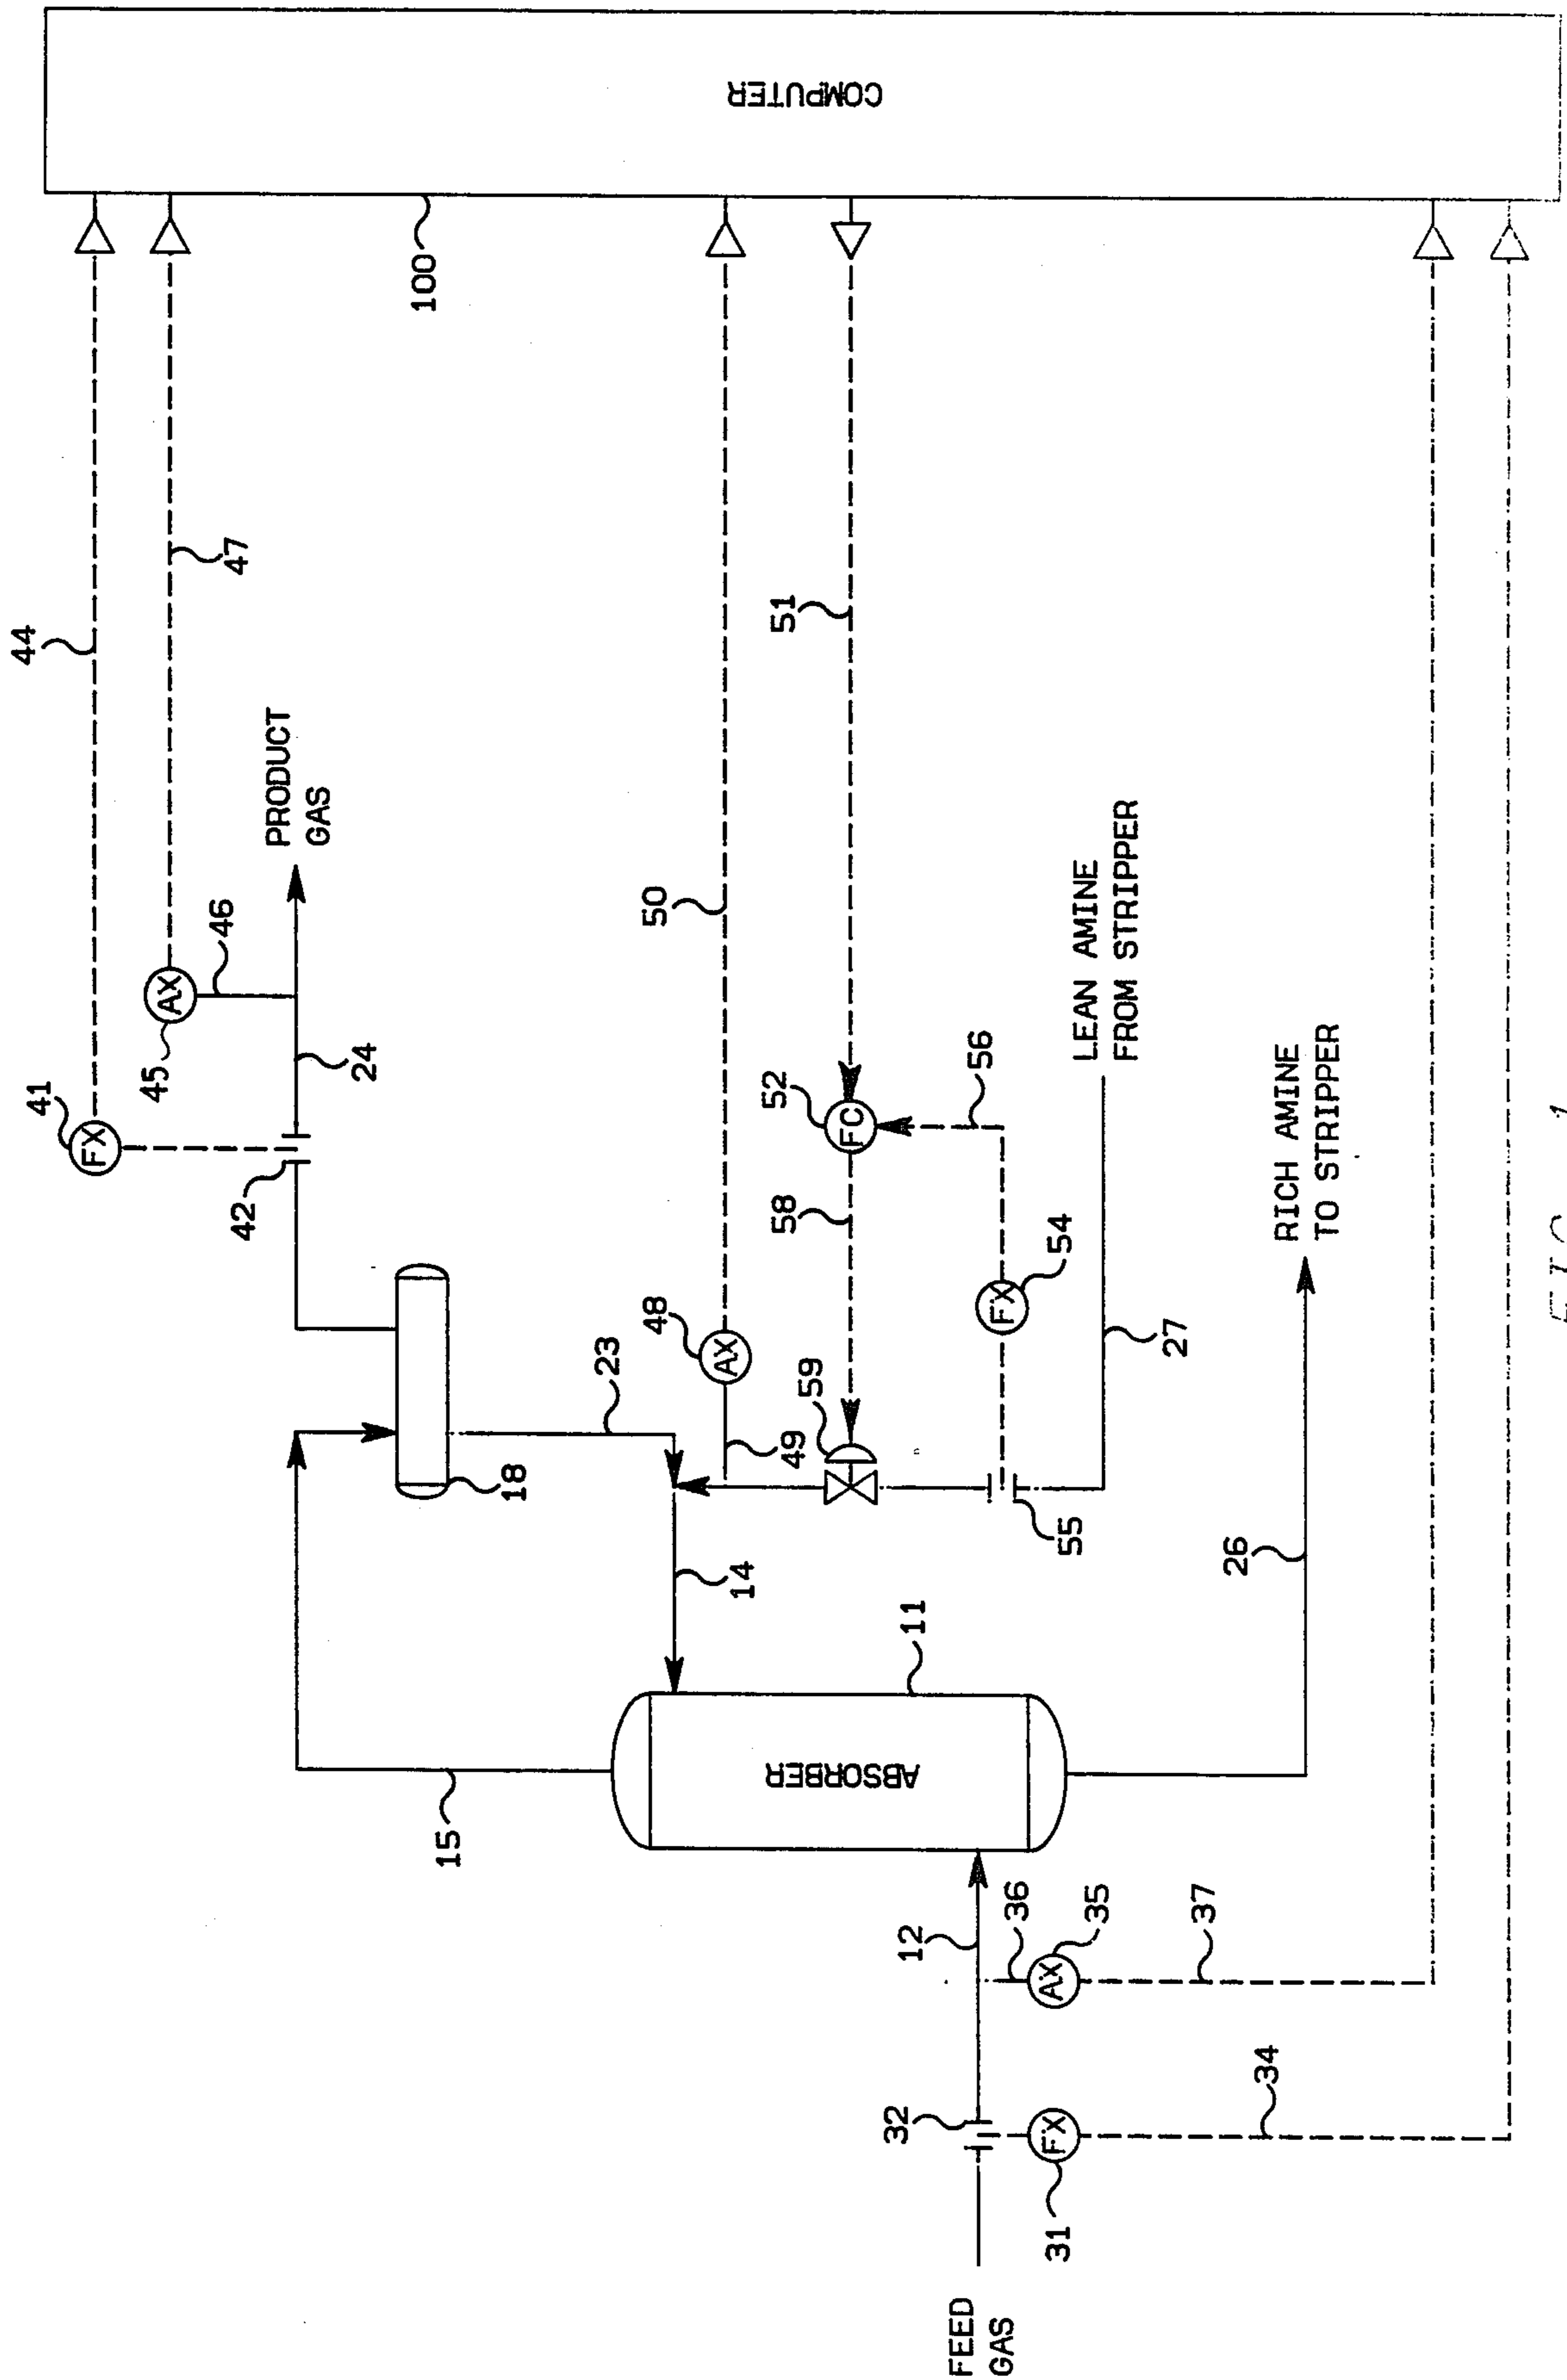 COMPUTER
100
44
47
PRODUCT
GAS
46
AX
45
24
41
FX
42
50
51
48
AX
49
23
18
52
FC
56
58
54
FX
59
55
LEAN AMINE
FROM STRIPPER
27
RICH AMINE
TO STRIPPER
26
14
11
ABSORBER
15
12
36
35
AX
37
32
FX
31
34
FEED
GAS